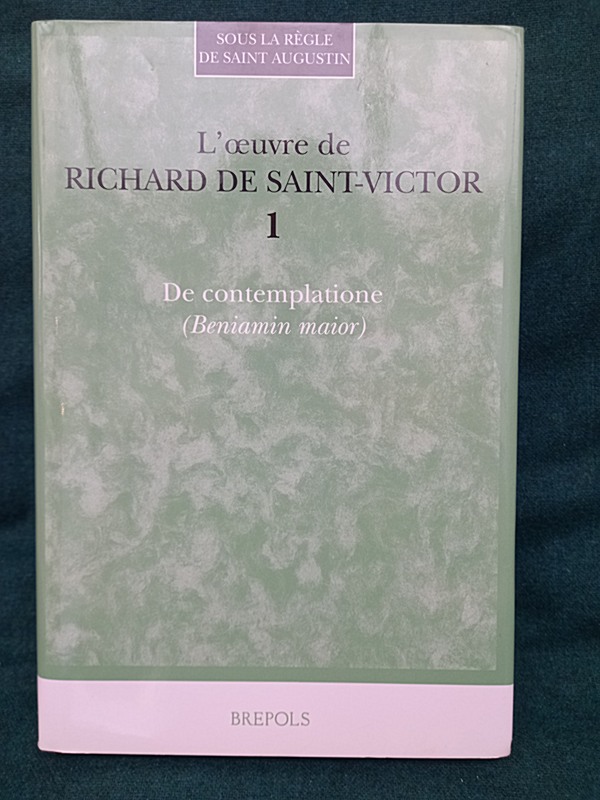 SOUS LA RÈGLE
DE SAINT AUGUSTIN
L'œuvre de
RICHARD DE SAINT-VICTOR
1
De contemplatione
(Beniamin maior)
BREPOLS